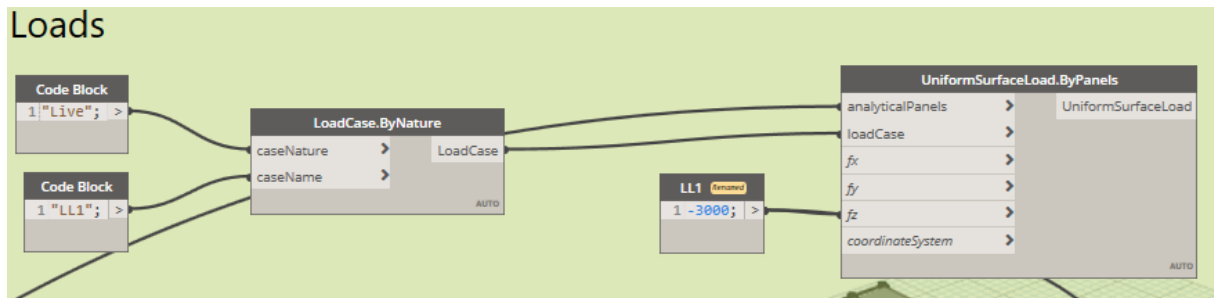 Loads
Code Block
1 "Live"; >
Code Block
1 "LL1"; >
LoadCase.ByNature
caseNature > LoadCase
caseName >
AUTO
LL1 Renamed
1 -3000; >
UniformSurfaceLoad.ByPanels
analyticalPanels > UniformSurfaceLoad
loadCase >
fx >
fy >
fz >
coordinateSystem >
AUTO